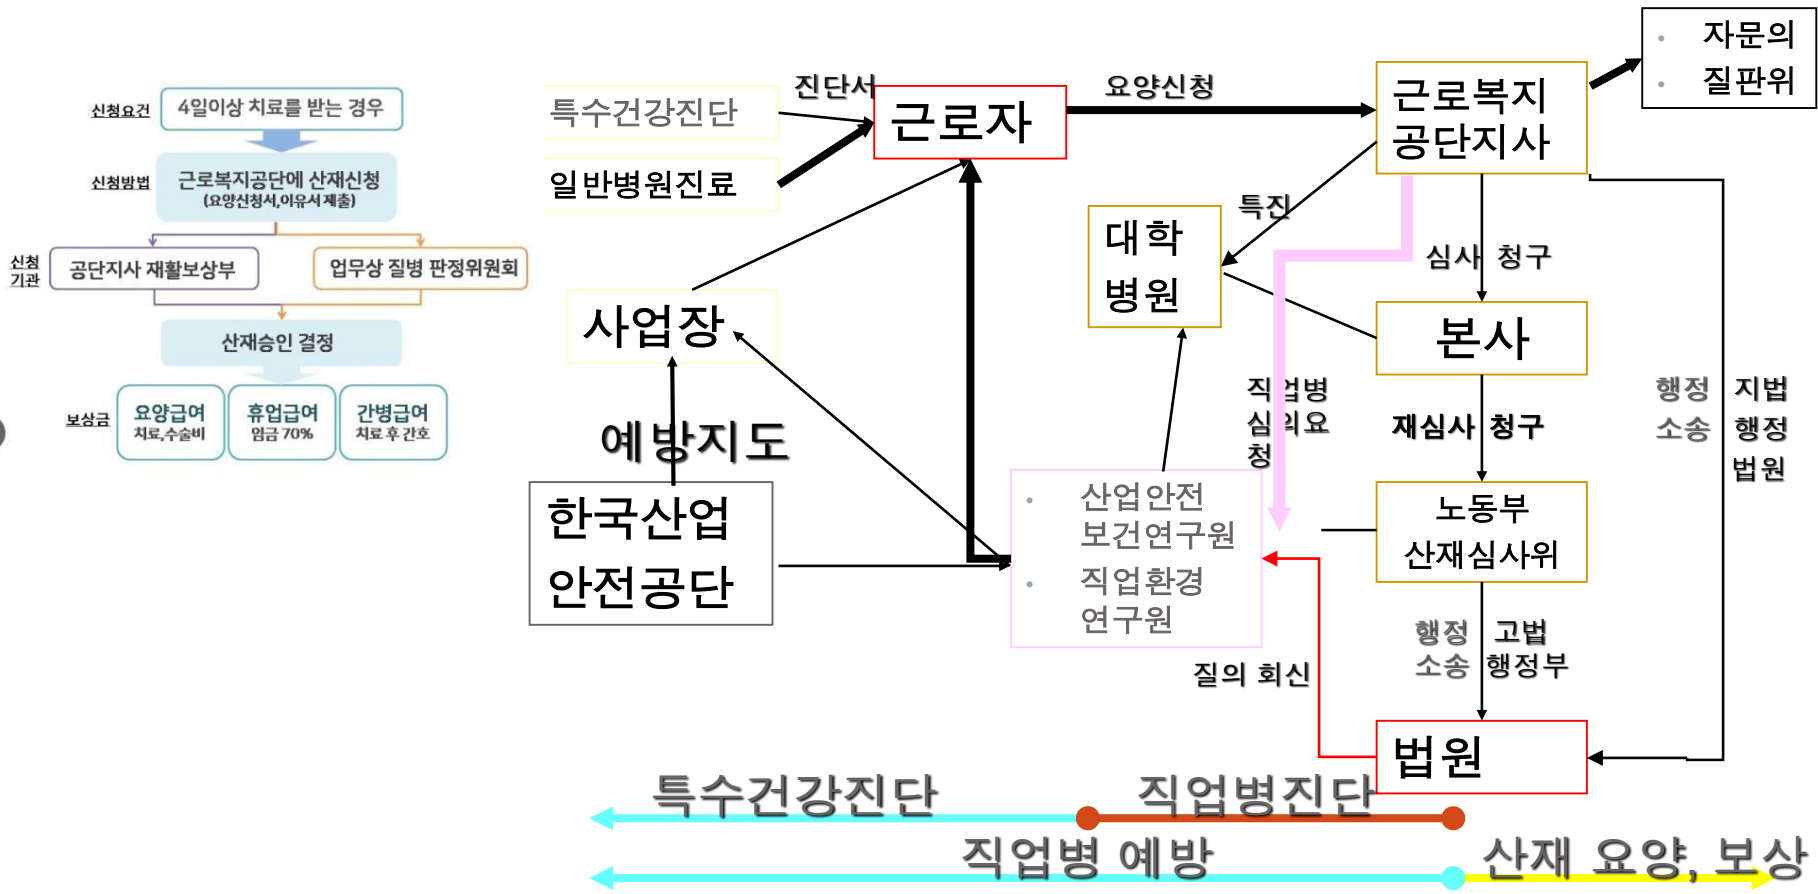 신청요건
4일이상 치료를 받는 경우
신청방법
근로복지공단에 산재신청
(요양신청서,이유서 제출)
신청
기관
공단지사 재활보상부
업무상 질병 판정위원회
산재승인 결정
보상금
요양급여
치료,수술비
휴업급여
임금 70%
간병급여
치료 후 간호
특수건강진단
일반병원진료
진단서
근로자
요양신청
근로복지
공단지사
• 자문의
• 질판위
특진
대학
병원
심사 청구
본사
사업장
예방지도
한국산업
안전공단
직업병
심의요
청
재심사 청구
행정
소송
지법
행정
법원
• 산업안전
보건연구원
• 직업환경
연구원
노동부
산재심사위
행정
소송
고법
행정부
질의 회신
법원
특수건강진단
직업병진단
직업병 예방
산재 요양, 보상